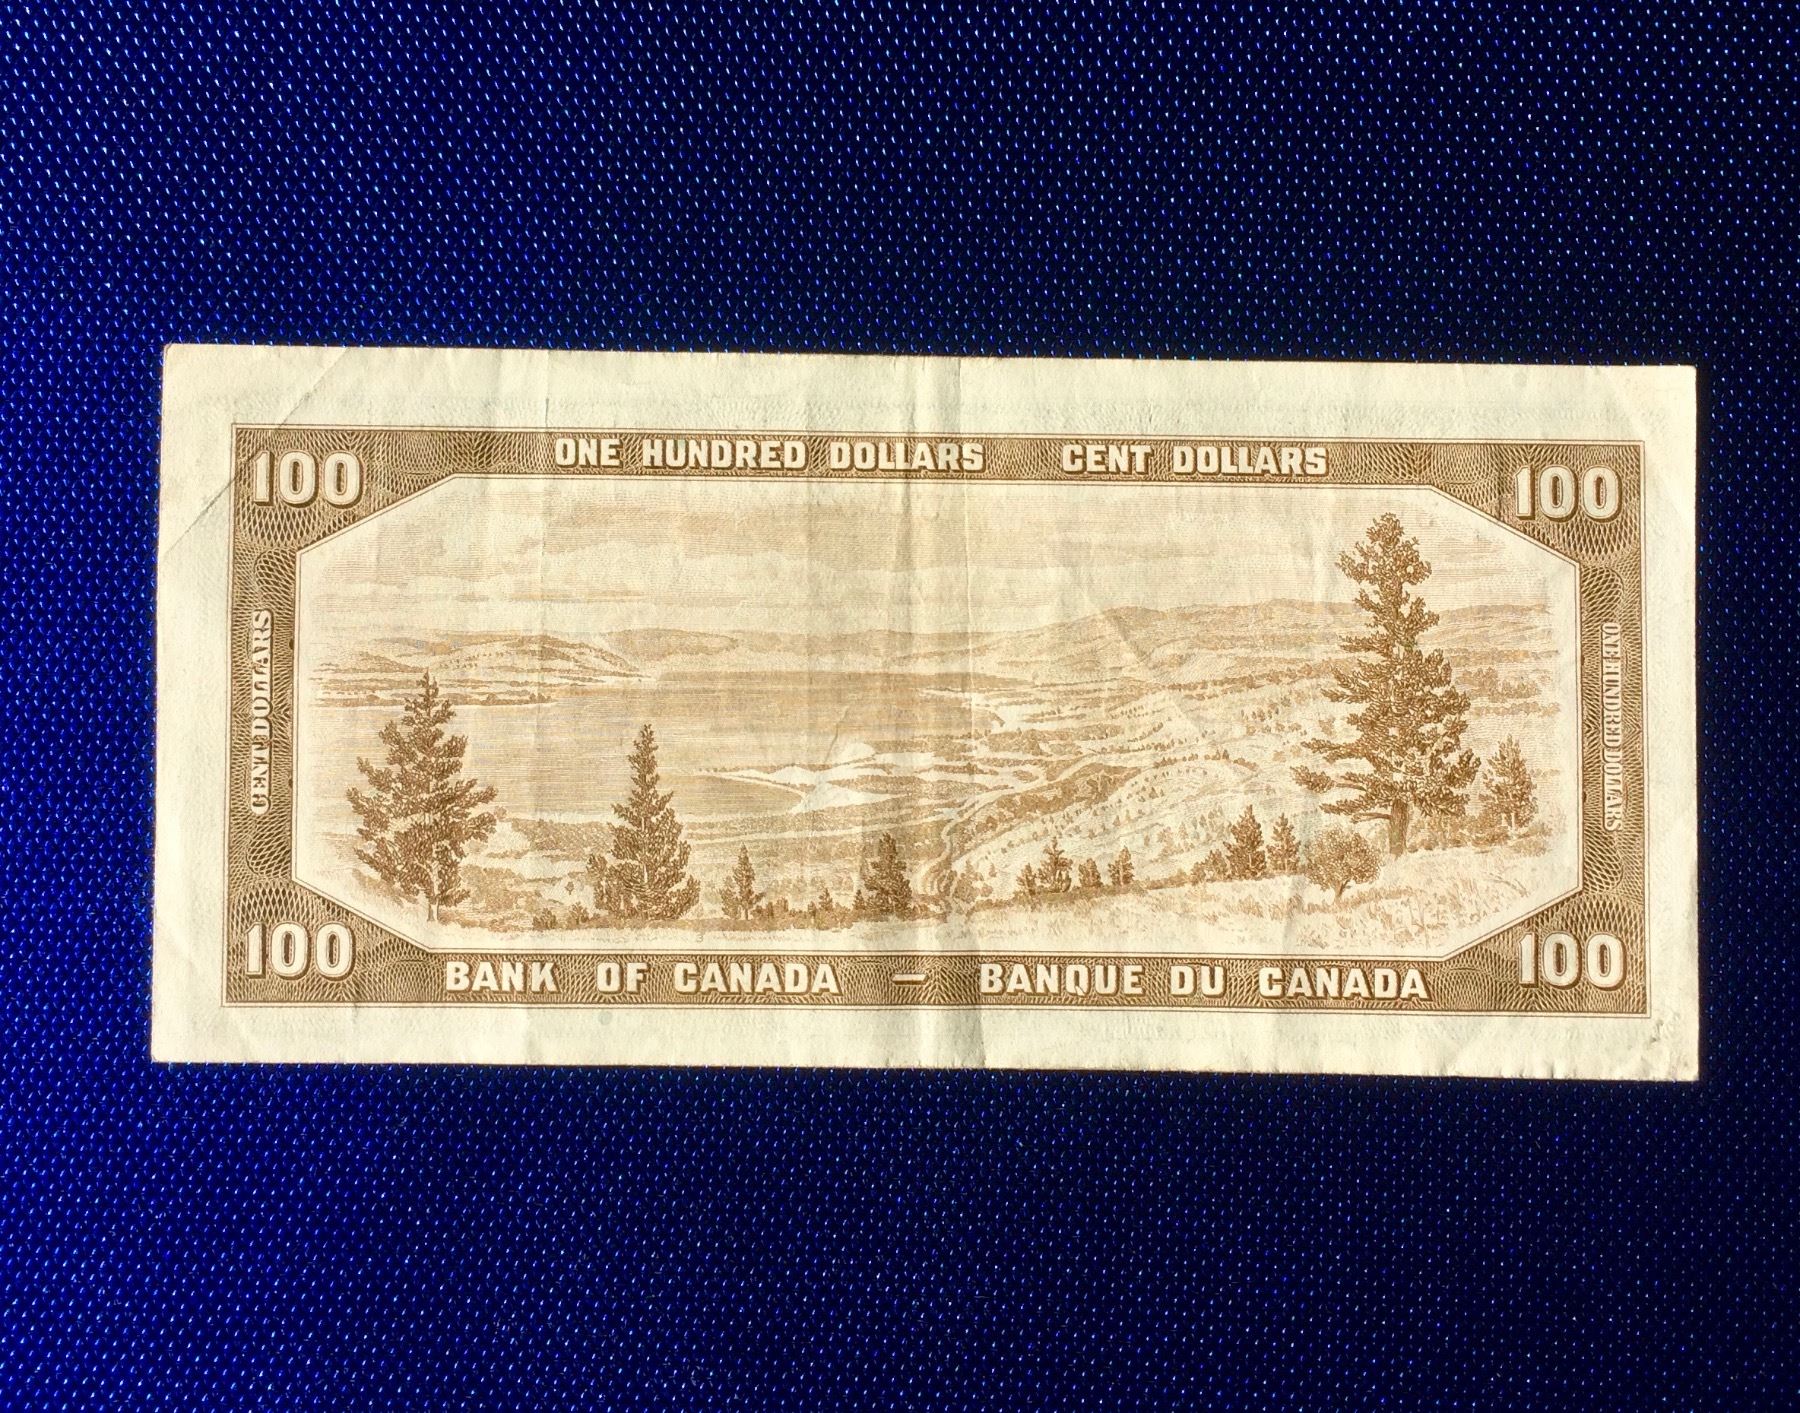 ONE HUNDRED DOLLARS CENT DOLLARS
100
100
CENT DOLLARS
ONE HUNDRED DOLLARS
100
100
BANK OF CANADA – BANQUE DU CANADA